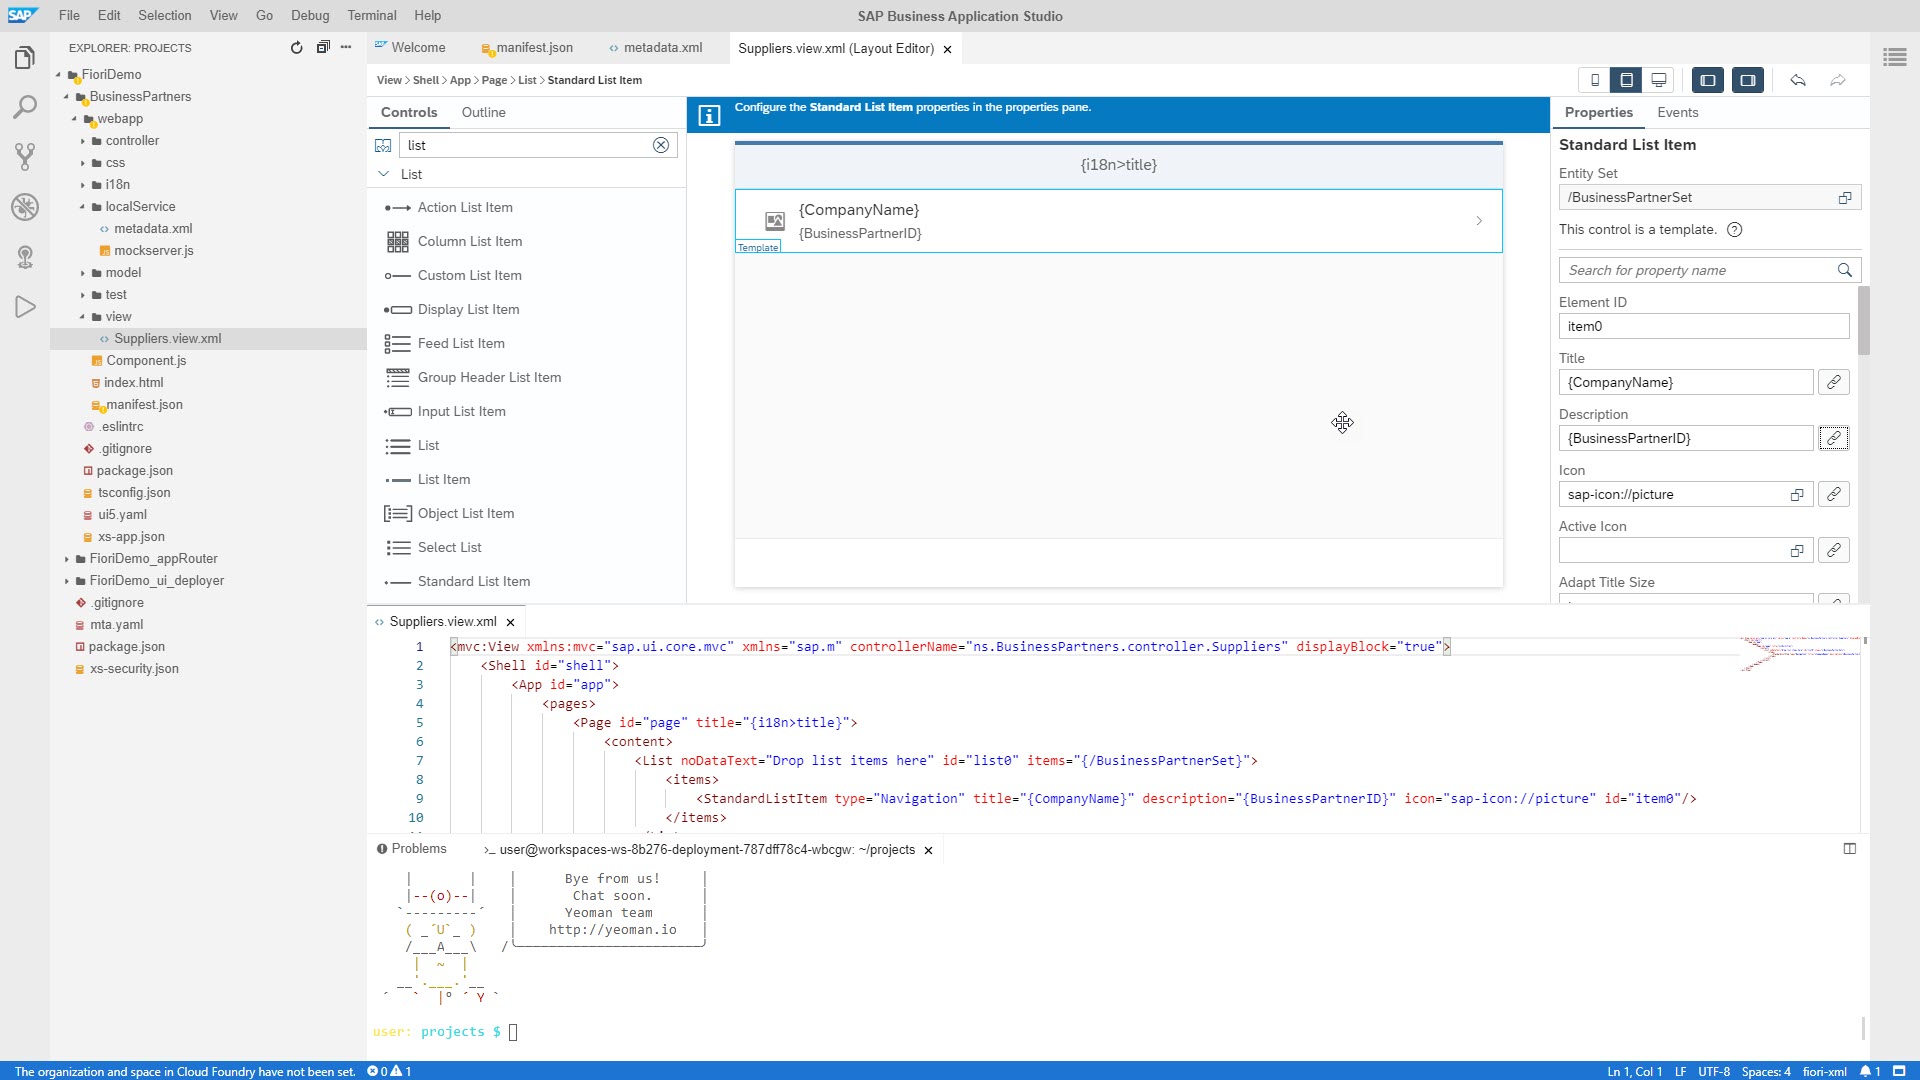 SAP File Edit Selection View Go Debug Terminal Help SAP Business Application Studio
EXPLORER: PROJECTS
FioriDemo
BusinessPartners
webapp
controller
css
i18n
localService
metadata.xml
mockserver.js
model
test
view
Suppliers.view.xml
Component.js
index.html
manifest.json
.eslintrc
.gitignore
package.json
tsconfig.json
ui5.yaml
xs-app.json
FioriDemo_appRouter
FioriDemo_ui_deployer
.gitignore
mta.yaml
package.json
xs-security.json
Welcome manifest.json metadata.xml Suppliers.view.xml (Layout Editor)
View > Shell > App > Page > List > Standard List Item
Controls Outline
list
List
Action List Item
Column List Item
Custom List Item
Display List Item
Feed List Item
Group Header List Item
Input List Item
List
List Item
Object List Item
Select List
Standard List Item
Configure the Standard List Item properties in the properties pane.
{i18n>title}
{CompanyName}
{BusinessPartnerID}
Template
Properties Events
Standard List Item
Entity Set
/BusinessPartnerSet
This control is a template.
Search for property name
Element ID
item0
Title
{CompanyName}
Description
{BusinessPartnerID}
Icon
sap-icon://picture
Active Icon
Adapt Title Size
Suppliers.view.xml
1 <mvc:View xmlns:mvc="sap.ui.core.mvc" xmlns="sap.m" controllerName="ns.BusinessPartners.controller.Suppliers" displayBlock="true">
2 <Shell id="shell">
3 <App id="app">
4 <pages>
5 <Page id="page" title="{i18n>title}">
6 <content>
7 <List noDataText="Drop list items here" id="list0" items="{/BusinessPartnerSet}">
8 <items>
9 <StandardListItem type="Navigation" title="{CompanyName}" description="{BusinessPartnerID}" icon="sap-icon://picture" id="item0"/>
10 </items>
Problems >_ user@workspaces-ws-8b276-deployment-787dff78c4-wbcgw: ~/projects
| | | Bye from us! |
|--(o)--| | Chat soon. |
`---------´ | Yeoman team |
( _´U`_ ) | http://yeoman.io |
/___A___\ /╰──────────────────────╯
| ~ |
__'.___.'__
´ ` |° ´ Y `
user: projects $
The organization and space in Cloud Foundry have not been set. 0 1 Ln 1, Col 1 LF UTF-8 Spaces: 4 fiori-xml 1